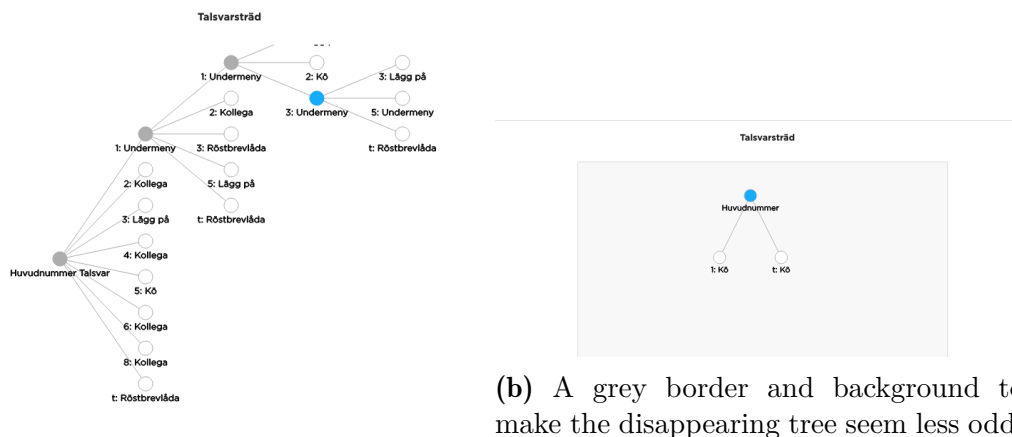 Talsvarsträd
1: Undermeny
2: Kö
3: Lägg på
2: Kollega
3: Undermeny
5: Undermeny
1: Undermeny
3: Röstbrevlåda
t: Röstbrevlåda
2: Kollega
5: Lägg på
3: Lägg på
t: Röstbrevlåda
4: Kollega
Huvudnummer Talsvar
5: Kö
6: Kollega
8: Kollega
t: Röstbrevlåda
Talsvarsträd
Huvudnummer
1: Kö
t: Kö
(b) A grey border and background to
make the disappearing tree seem less odd